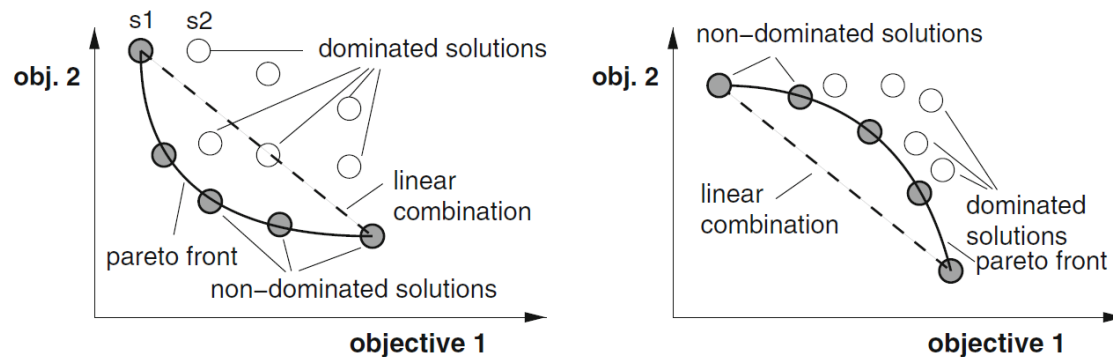 s1 s2
dominated solutions
obj. 2
linear
combination
pareto front
non-dominated solutions
objective 1
non-dominated solutions
obj. 2
linear
combination
dominated
solutions
pareto front
objective 1